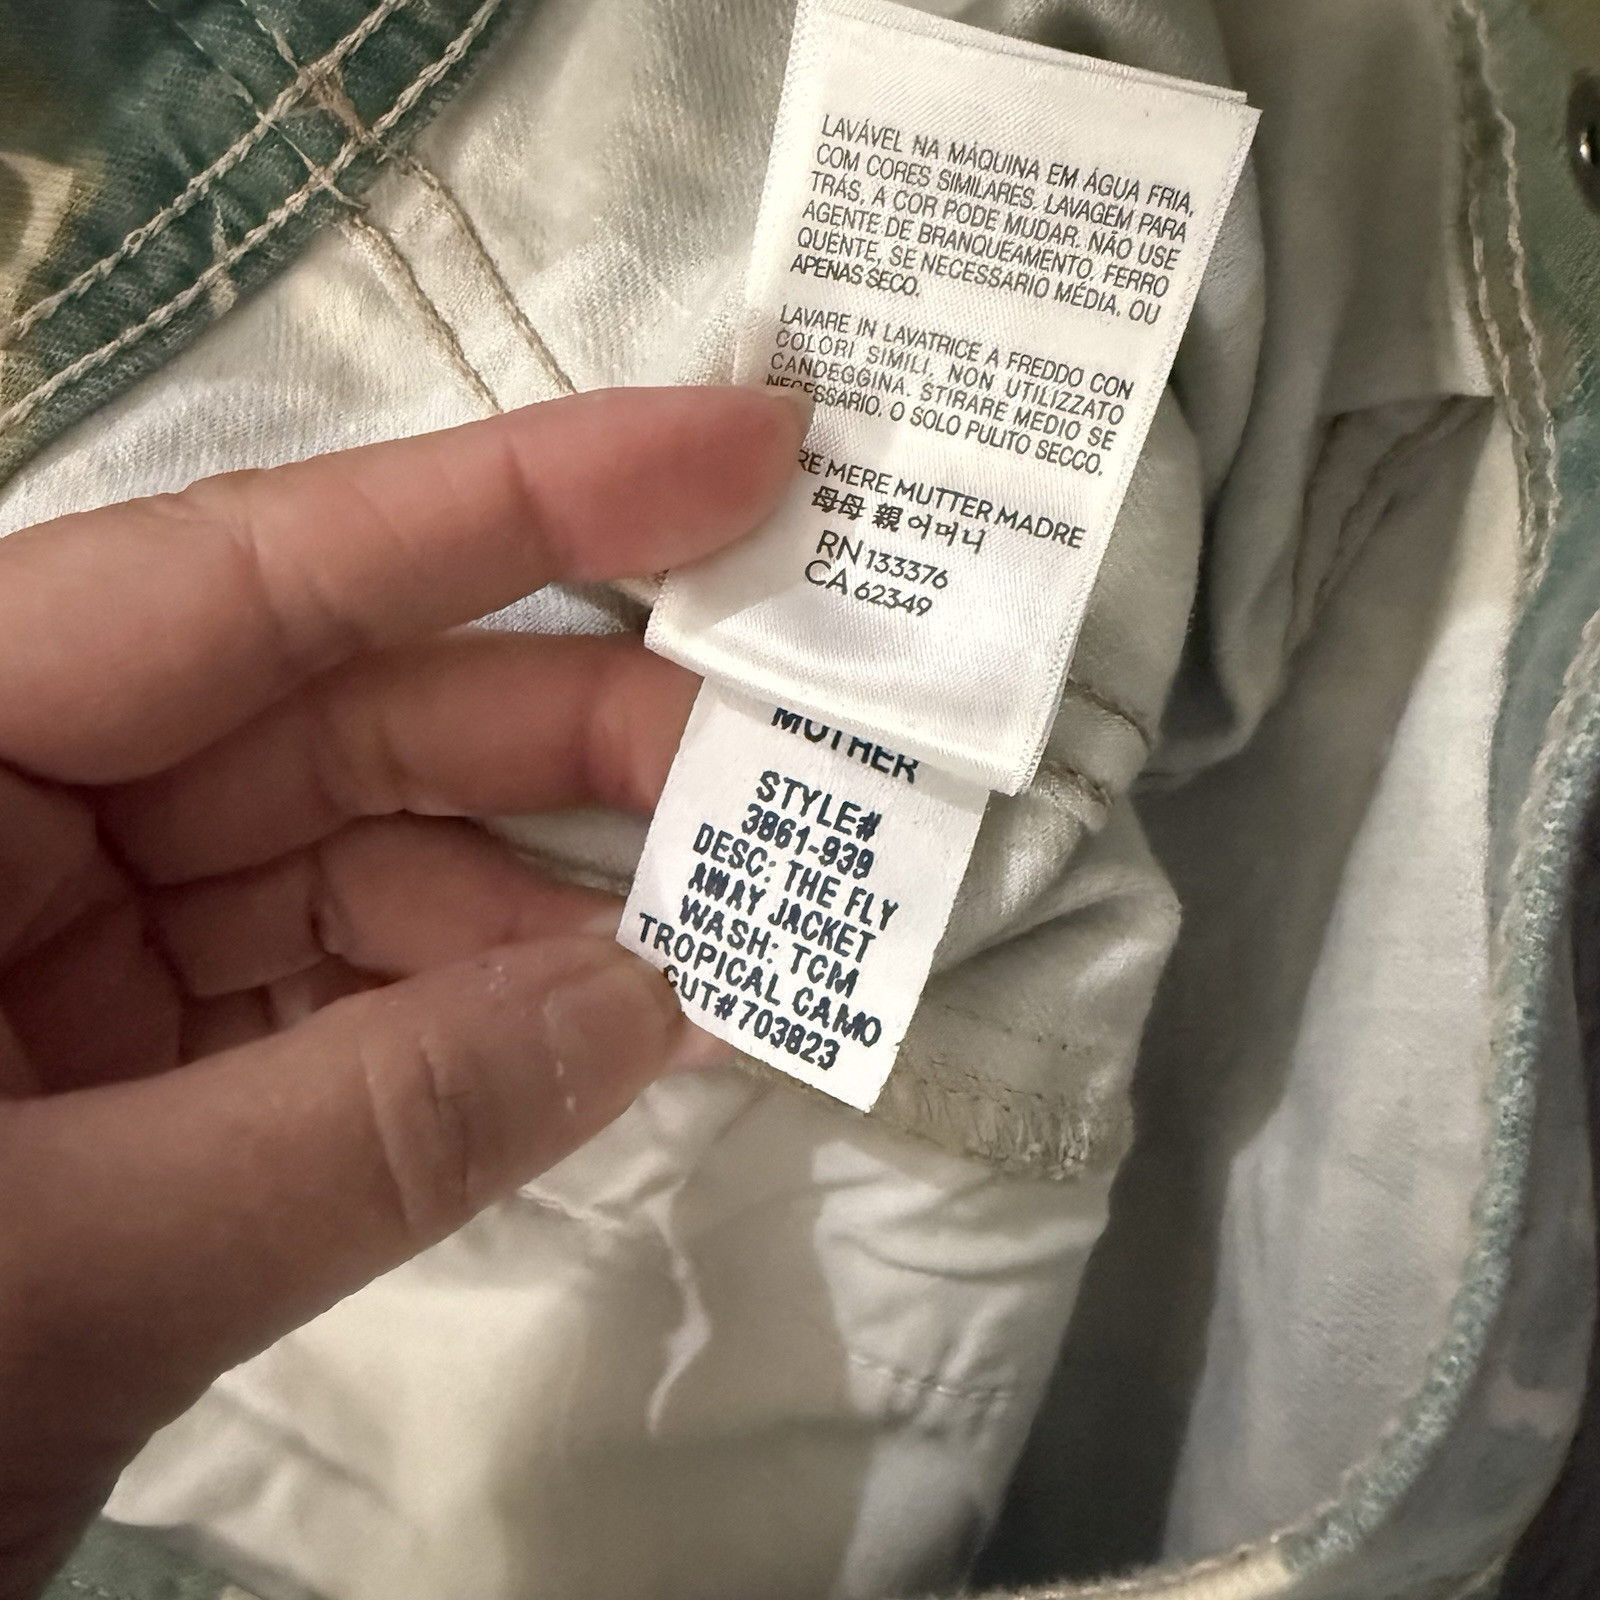 LAVÁVEL NA MÁQUINA EM ÁGUA FRIA,
COM CORES SIMILARES. LAVAGEM PARA
TRÁS, A COR PODE MUDAR. NÃO USE
AGENTE DE BRANQUEAMENTO, FERRO
QUENTE, SE NECESSARIO MÉDIA. OU
APENAS SECO.
LAVARE IN LAVATRICE A FREDDO CON
COLORI SIMILI, NON UTILIZZATO
CANDEGGINA. STIRARE MEDIO SE
NECESSARIO. O SOLO PULITO SECCO.
RE MERE MUTTER MADRE
母母 親 어머니
RN 133376
CA 62349
MOTHER
STYLE#
3861-939
DESC: THE FLY
AWAY JACKET
WASH: TCM
TROPICAL CAMO
CUT# 703823